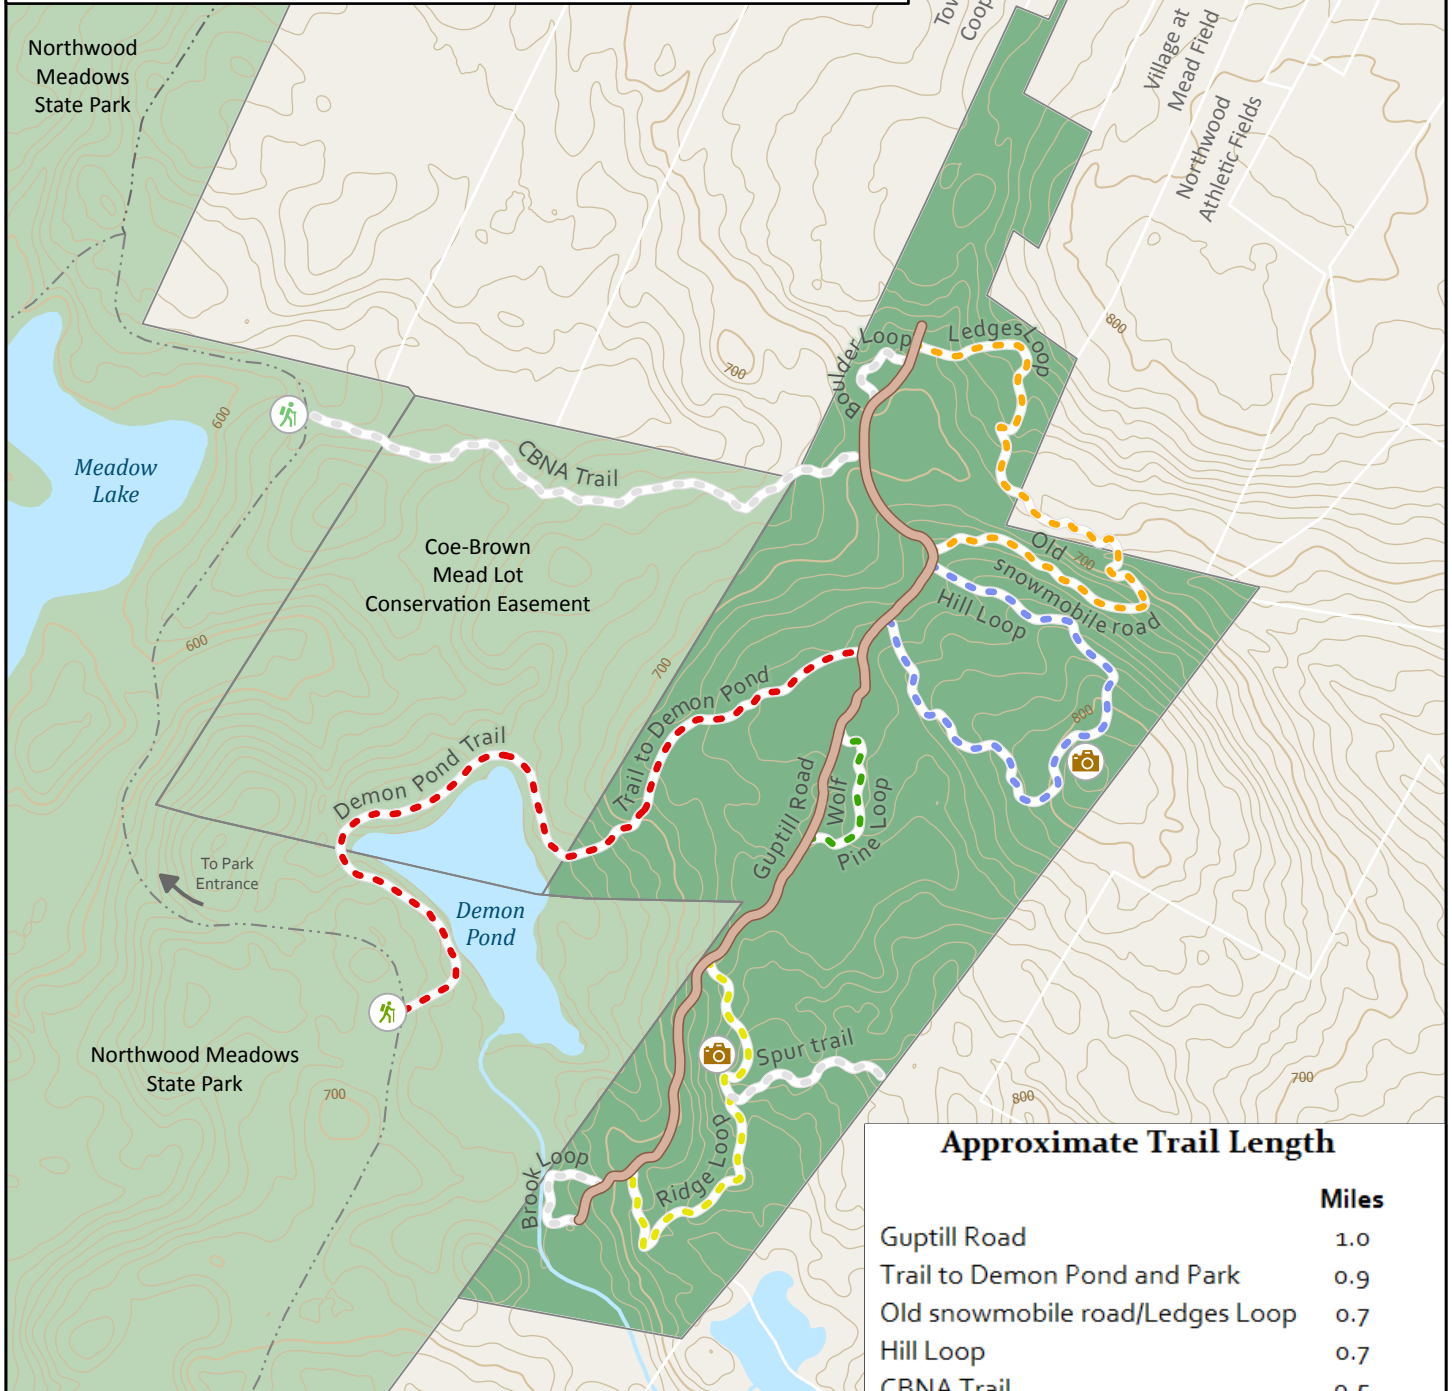 Northwood
Meadows
State Park
Village at
Mead Field
Northwood
Athletic Fields
800
700
600
Boulder Loop
Ledges Loop
Meadow
Lake
CBNA Trail
Coe-Brown
Mead Lot
Conservation Easement
Old
snowmobile road
700
Hill Loop
600
700
Trail to Demon Pond
800
Demon Pond Trail
Guptill Road
Wolf
Pine Loop
To Park
Entrance
Demon
Pond
Northwood Meadows
State Park
700
Spur trail
Ridge Loop
Brook Loop
800
700
Approximate Trail Length
Miles
Guptill Road 1.0
Trail to Demon Pond and Park 0.9
Old snowmobile road/Ledges Loop 0.7
Hill Loop 0.7
CBNA Trail 0.5